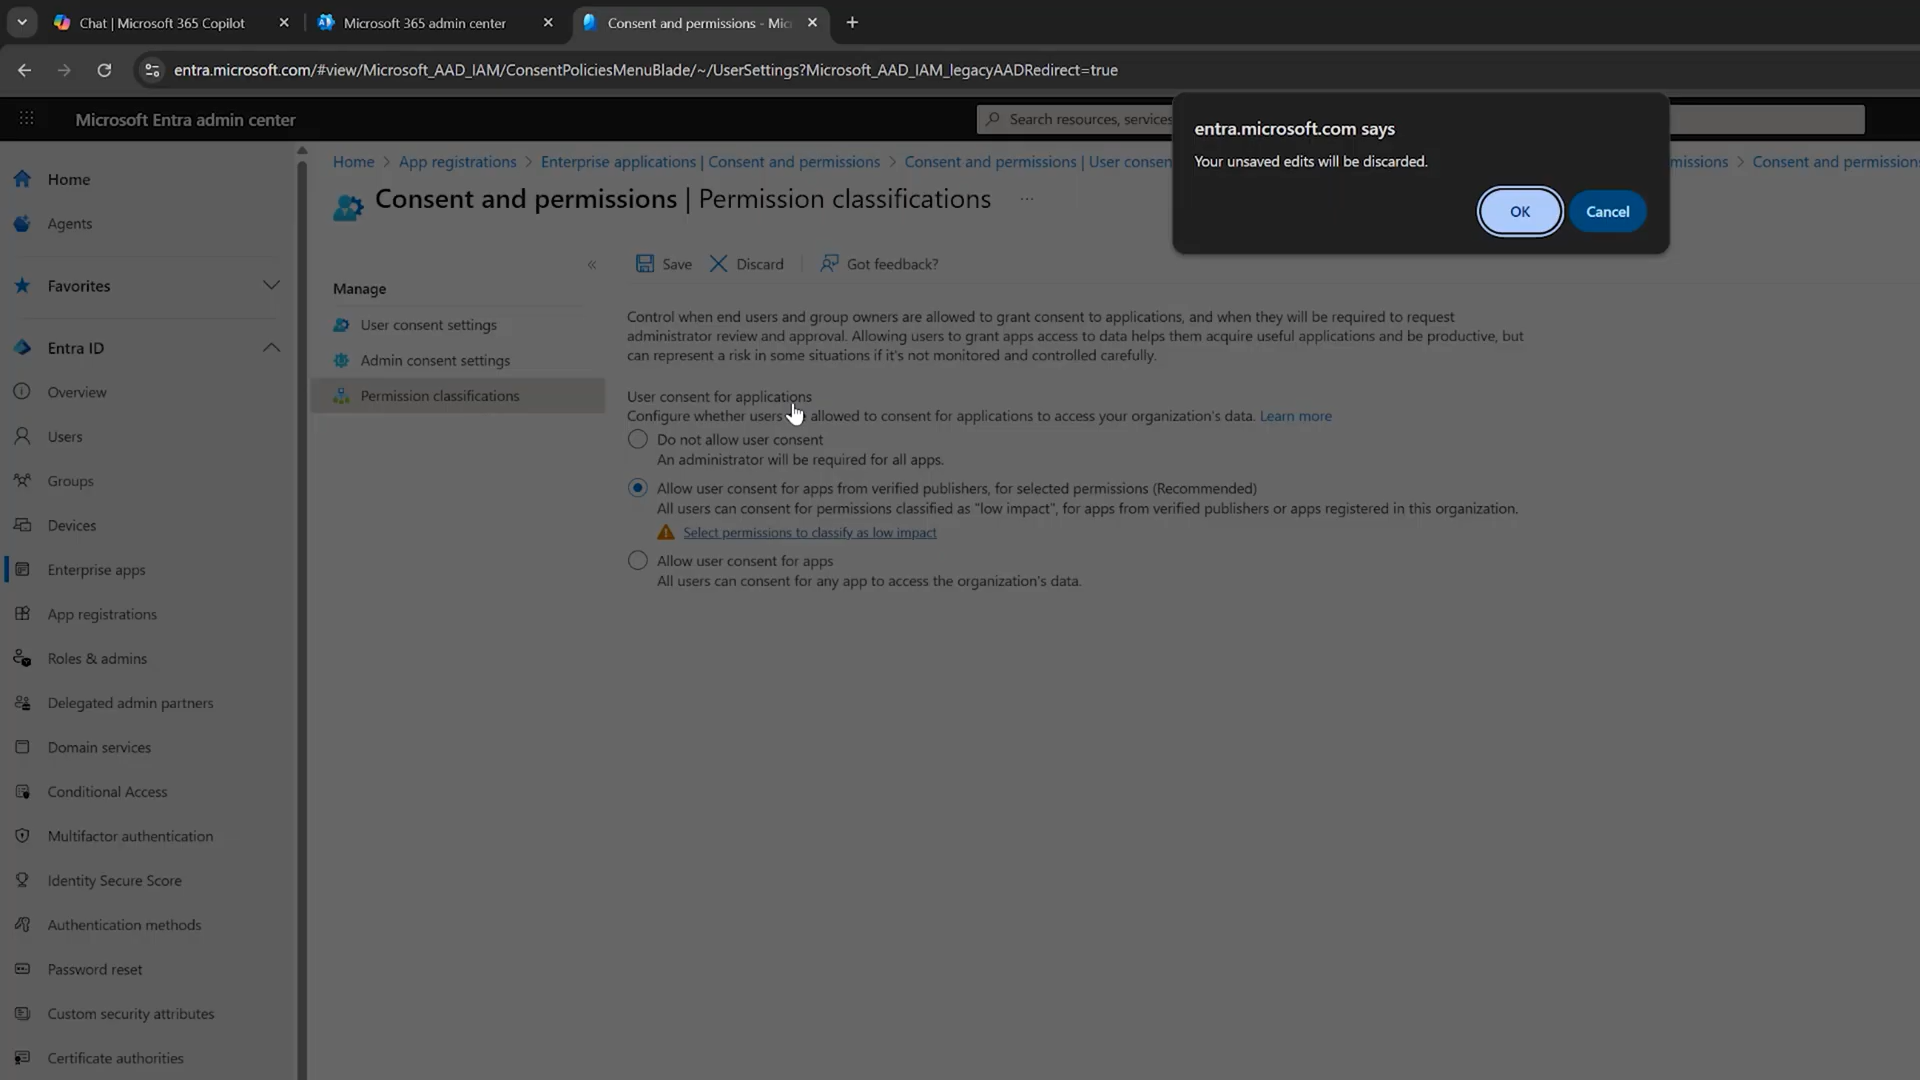 Chat | Microsoft 365 Copilot
Microsoft 365 admin center
Consent and permissions - Mic
entra.microsoft.com/#view/Microsoft_AAD_IAM/ConsentPoliciesMenuBlade/~/UserSettings?Microsoft_AAD_IAM_legacyAADRedirect=true
Microsoft Entra admin center
Search resources, services
entra.microsoft.com says
Your unsaved edits will be discarded.
OK
Cancel
Home > App registrations > Enterprise applications | Consent and permissions > Consent and permissions | User consen
missions > Consent and permissions
Consent and permissions | Permission classifications
...
Home
Agents
Favorites
Entra ID
Overview
Users
Groups
Devices
Enterprise apps
App registrations
Roles & admins
Delegated admin partners
Domain services
Conditional Access
Multifactor authentication
Identity Secure Score
Authentication methods
Password reset
Custom security attributes
Certificate authorities
Manage
User consent settings
Admin consent settings
Permission classifications
Save
Discard
Got feedback?
Control when end users and group owners are allowed to grant consent to applications, and when they will be required to request
administrator review and approval. Allowing users to grant apps access to data helps them acquire useful applications and be productive, but
can represent a risk in some situations if it's not monitored and controlled carefully.
User consent for applications
Configure whether users allowed to consent for applications to access your organization's data. Learn more
Do not allow user consent
An administrator will be required for all apps.
Allow user consent for apps from verified publishers, for selected permissions (Recommended)
All users can consent for permissions classified as "low impact", for apps from verified publishers or apps registered in this organization.
Select permissions to classify as low impact
Allow user consent for apps
All users can consent for any app to access the organization's data.